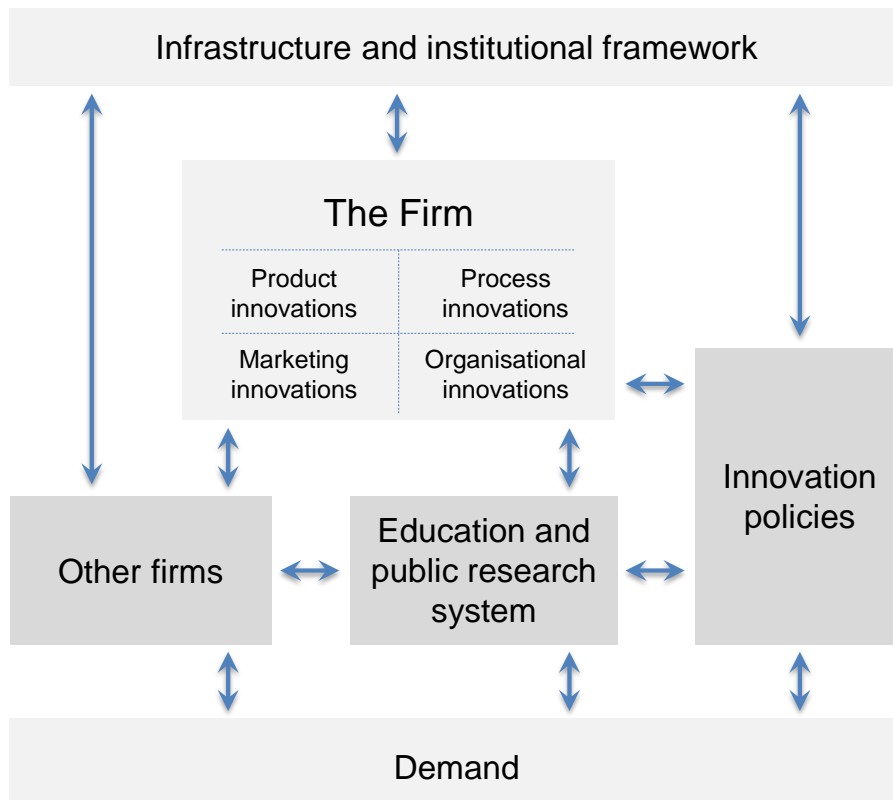 Infrastructure and institutional framework
The Firm
Product
innovations
Process
innovations
Marketing
innovations
Organisational
innovations
Innovation
policies
Other firms
Education and
public research
system
Demand